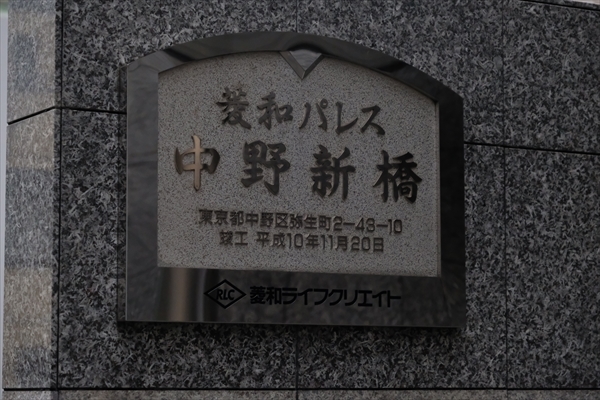 菱和パレス
中野新橋
東京都中野区弥生町2-43-10
竣工 平成10年11月20日
RLC 菱和ライフクリエイト